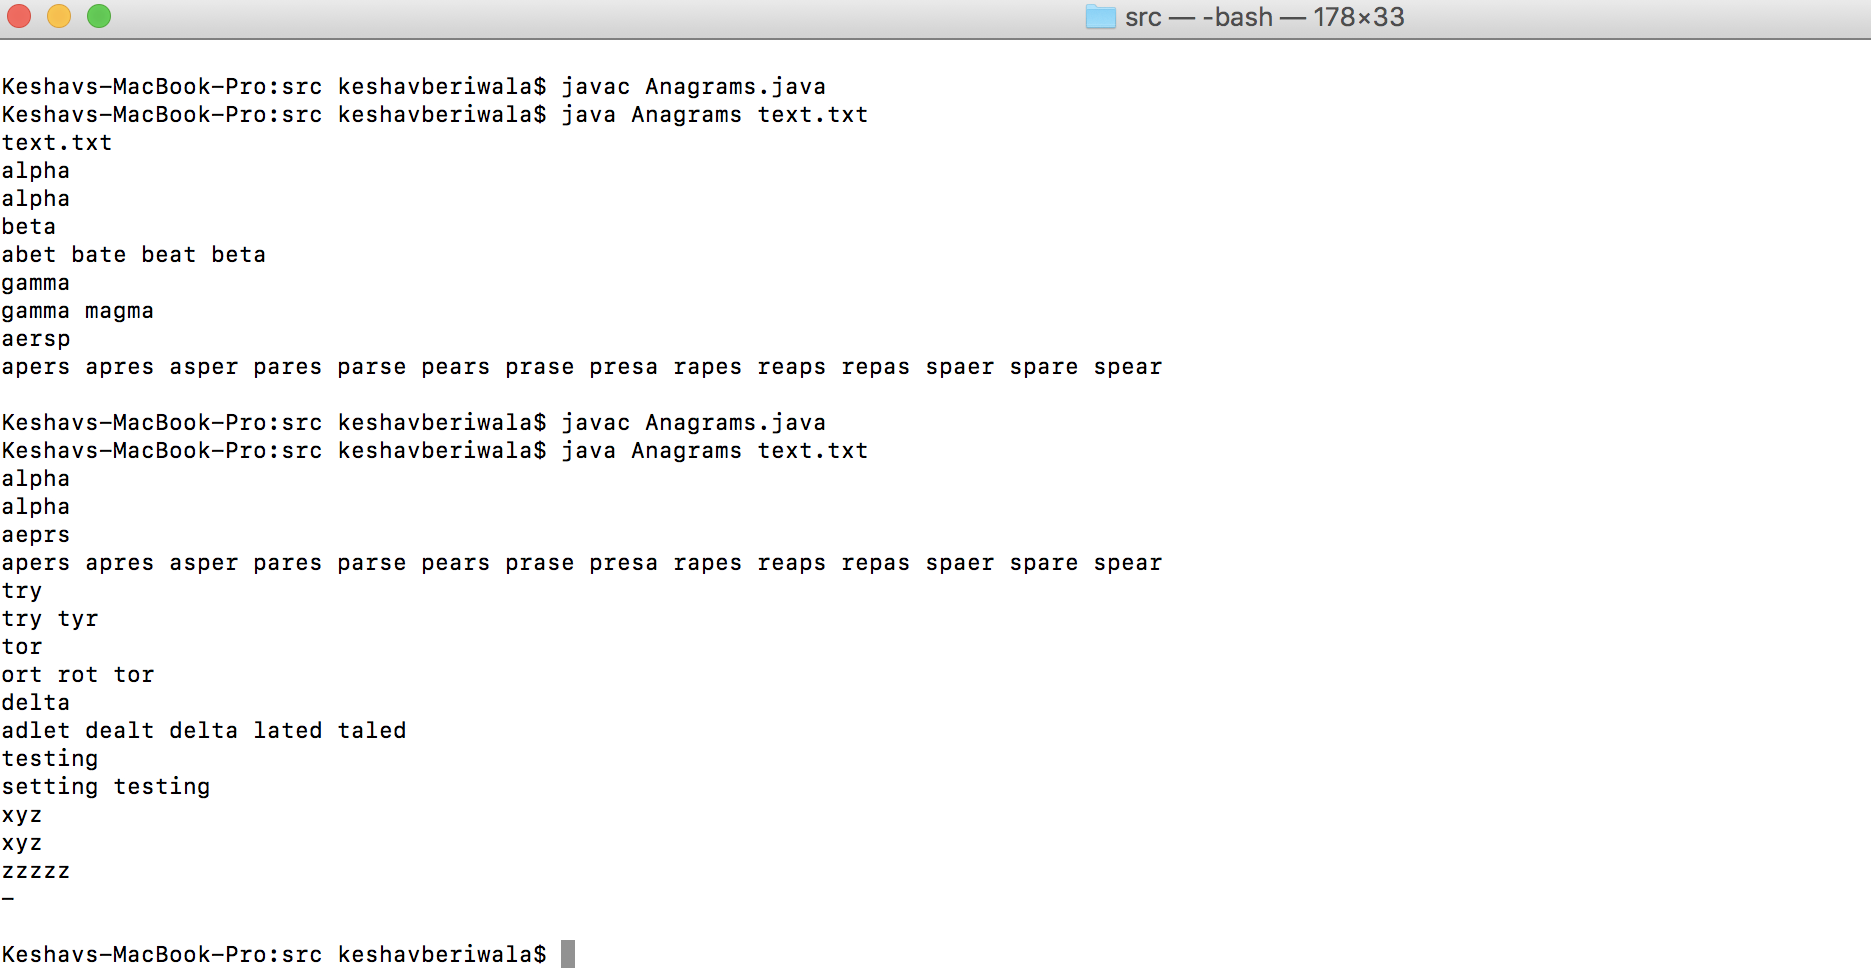 src — -bash — 178×33
Keshavs-MacBook-Pro:src keshavberiwala$ javac Anagrams.java
Keshavs-MacBook-Pro:src keshavberiwala$ java Anagrams text.txt
text.txt
alpha
alpha
beta
abet bate beat beta
gamma
gamma magma
aersp
apers apres asper pares parse pears prase presa rapes reaps repas spaer spare spear
Keshavs-MacBook-Pro:src keshavberiwala$ javac Anagrams.java
Keshavs-MacBook-Pro:src keshavberiwala$ java Anagrams text.txt
alpha
alpha
aeprs
apers apres asper pares parse pears prase presa rapes reaps repas spaer spare spear
try
try tyr
tor
ort rot tor
delta
adlet dealt delta lated taled
testing
setting testing
xyz
xyz
zzzzz
-
Keshavs-MacBook-Pro:src keshavberiwala$